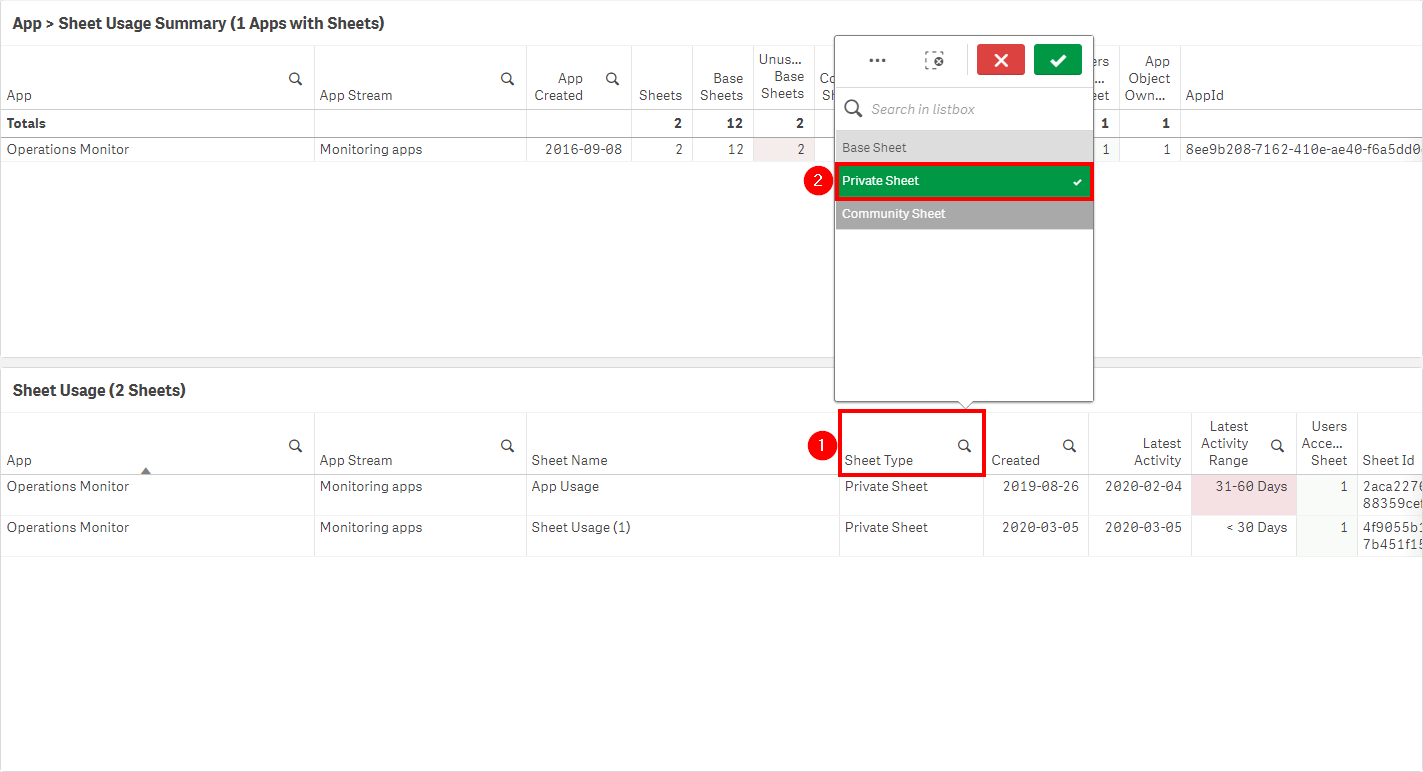 App > Sheet Usage Summary (1 Apps with Sheets)
App
App Stream
App
Created
Sheets
Base
Sheets
Unus...
Base
Sheets
App
Object
Own...
AppId
Totals 2 12 2 1 1
Operations Monitor Monitoring apps 2016-09-08 2 12 2 1 1 8ee9b208-7162-410e-ae40-f6a5dd0
Search in listbox
Base Sheet
2
Private Sheet
Community Sheet
Sheet Usage (2 Sheets)
1
App
App Stream
Sheet Name
Sheet Type
Created
Latest
Activity
Latest
Activity
Range
Users
Acce...
Sheet
Sheet Id
Operations Monitor Monitoring apps App Usage Private Sheet 2019-08-26 2020-02-04 31-60 Days 1 2aca2276
88359cef
Operations Monitor Monitoring apps Sheet Usage (1) Private Sheet 2020-03-05 2020-03-05 < 30 Days 1 4f9055b1
7b451f15